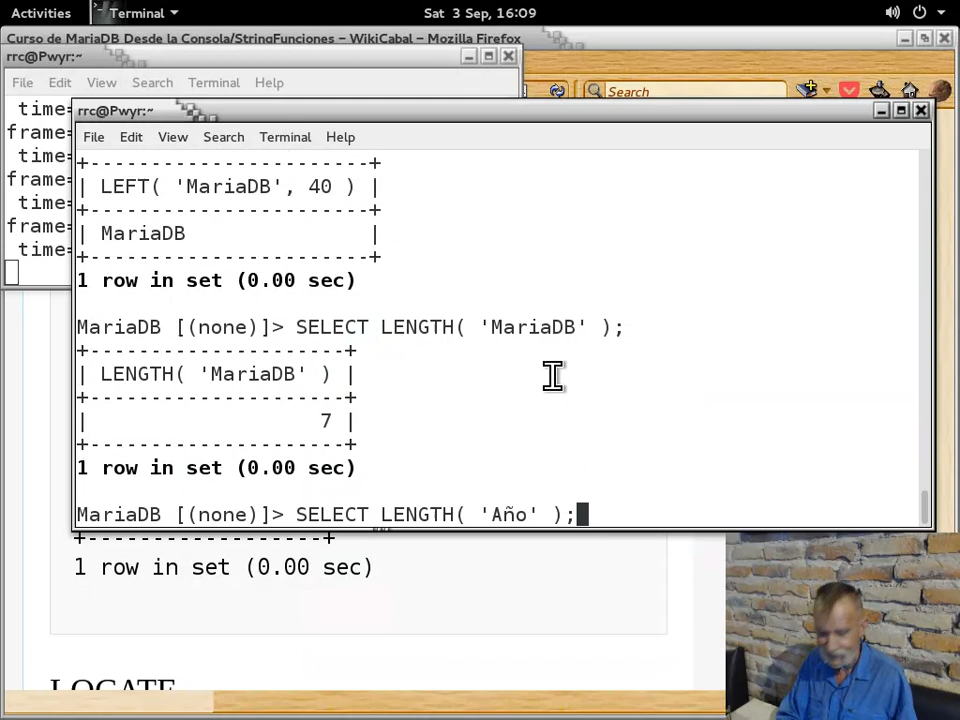 Activities Terminal Sat 3 Sep, 16:09
Curso de MariaDB Desde la Consola/StringFunciones – WikiCabal – Mozilla Firefox
rrc@Pwyr:~
File Edit View Search Terminal Help
Search
time=
frame=
time=
frame=
time=
frame=
time=
rrc@Pwyr:~
File Edit View Search Terminal Help
+-----------------------+
| LEFT( 'MariaDB', 40 ) |
+-----------------------+
| MariaDB               |
+-----------------------+
1 row in set (0.00 sec)
MariaDB [(none)]> SELECT LENGTH( 'MariaDB' );
+---------------------+
| LENGTH( 'MariaDB' ) |
+---------------------+
|                   7 |
+---------------------+
1 row in set (0.00 sec)
MariaDB [(none)]> SELECT LENGTH( 'Año' );
+-----------------+
1 row in set (0.00 sec)
LOCATE